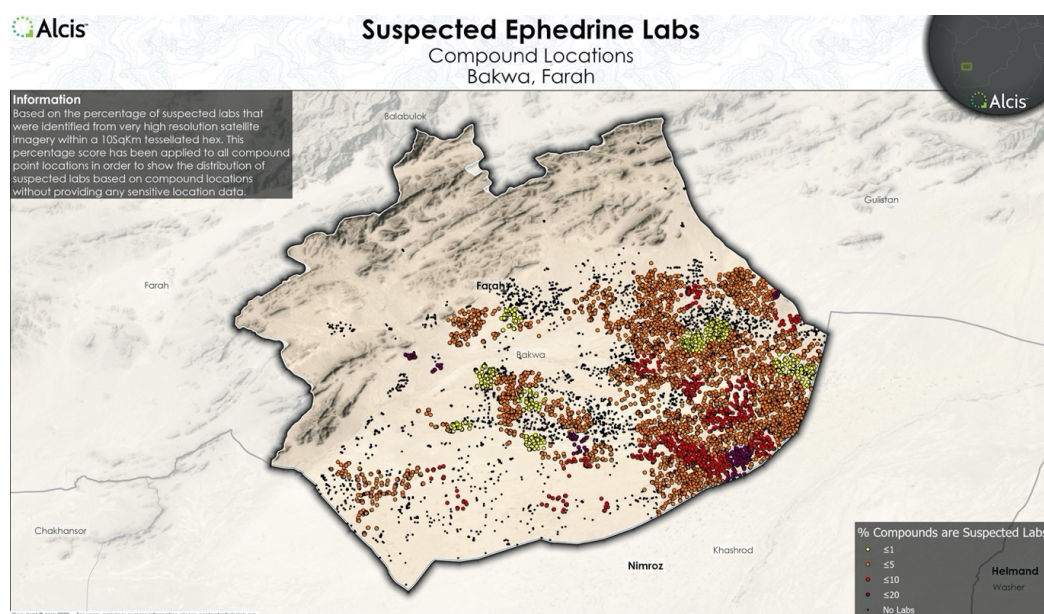 Alcis
Suspected Ephedrine Labs
Compound Locations
Bakwa, Farah
Alcis
Information
Based on the percentage of suspected labs that
were identified from very high resolution satellite
imagery within a 10SqKm tessellated hex. This
percentage score has been applied to all compound
point locations in order to show the distribution of
suspected labs based on compound locations
without providing any sensitive location data.
Balabulok
Gulistan
Farah
Farah
Bakwa
Chakhansor
Khashrod
Nimroz
Helmand
Washer
% Compounds are Suspected Labs
≤1
≤5
≤10
≤20
No Labs